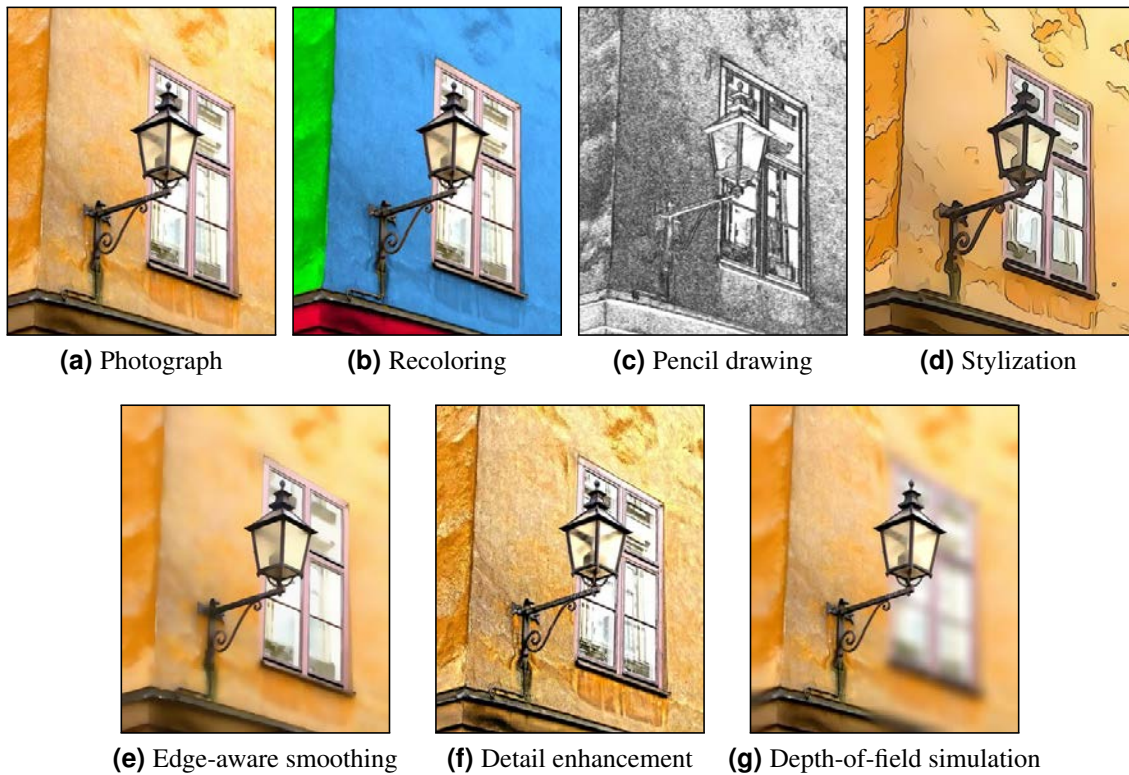 (a) Photograph
(b) Recoloring
(c) Pencil drawing
(d) Stylization
(e) Edge-aware smoothing
(f) Detail enhancement
(g) Depth-of-field simulation